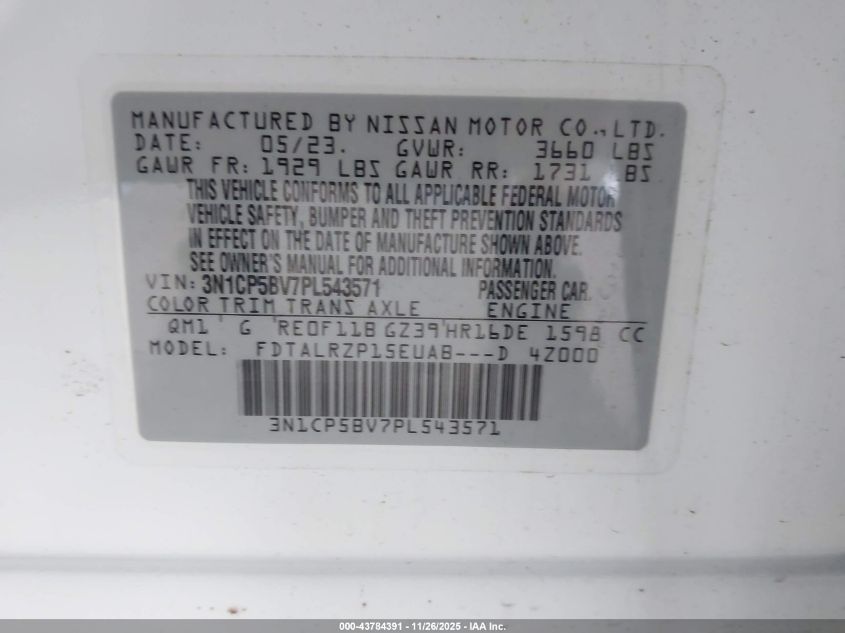 MANUFACTURED BY NISSAN MOTOR CO., LTD.
DATE: 05/23. GVWR: 3660 LBS
GAWR FR: 1929 LBS GAWR RR: 1731 LBS
THIS VEHICLE CONFORMS TO ALL APPLICABLE FEDERAL MOTOR
VEHICLE SAFETY, BUMPER AND THEFT PREVENTION STANDARDS
IN EFFECT ON THE DATE OF MANUFACTURE SHOWN ABOVE.
SEE OWNER'S MANUAL FOR ADDITIONAL INFORMATION.
VIN: 3N1CP5BV7PL543571 PASSENGER CAR
COLOR TRIM TRANS AXLE ENGINE
QM1 G RE0F11B GZ39 HR16DE 1598 CC
MODEL: FDTALRZP15EUAB---D 4Z000
3N1CP5BV7PL543571
000-43784391 - 11/26/2025 - IAA Inc.